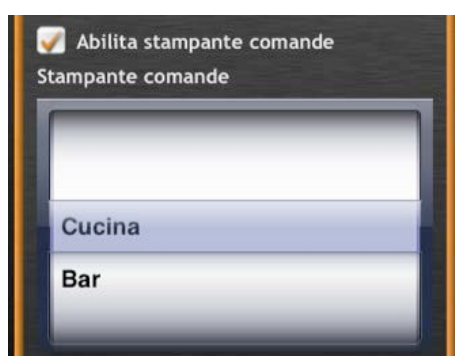 Abilita stampante comande
Stampante comande
Cucina
Bar